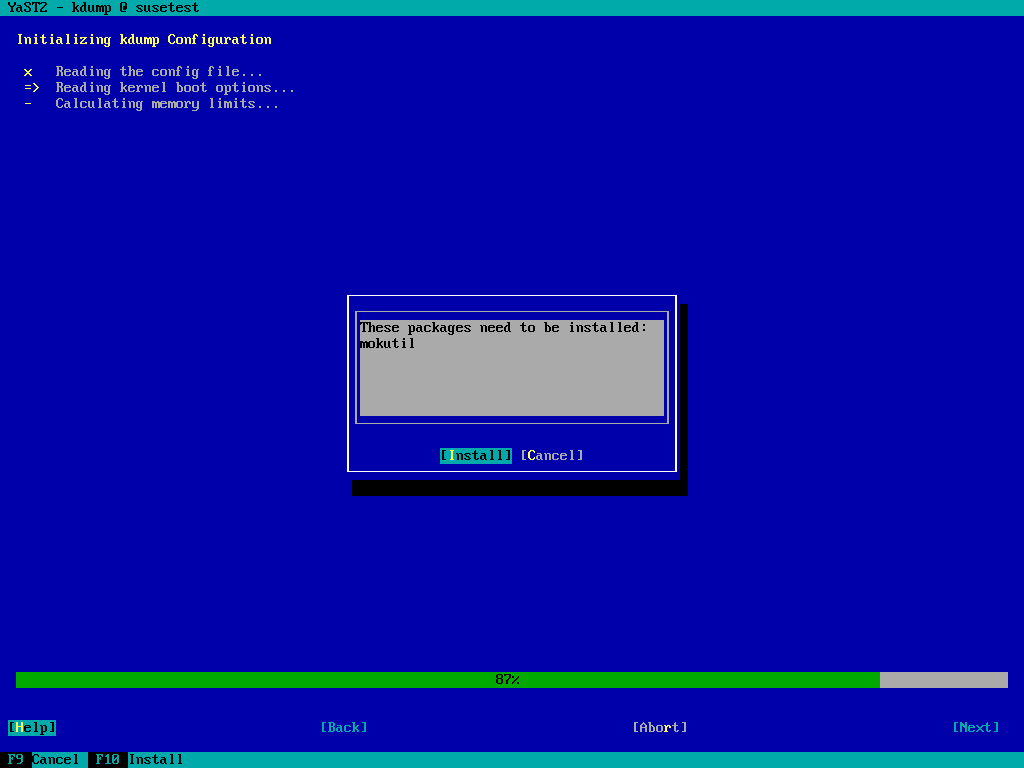 YaST2 - kdump @ susetest
Initializing kdump Configuration
x Reading the config file...
=> Reading kernel boot options...
- Calculating memory limits...
These packages need to be installed:
mokutil
[Install] [Cancel]
87%
[Help] [Back] [Abort] [Next]
F9 Cancel F10 Install